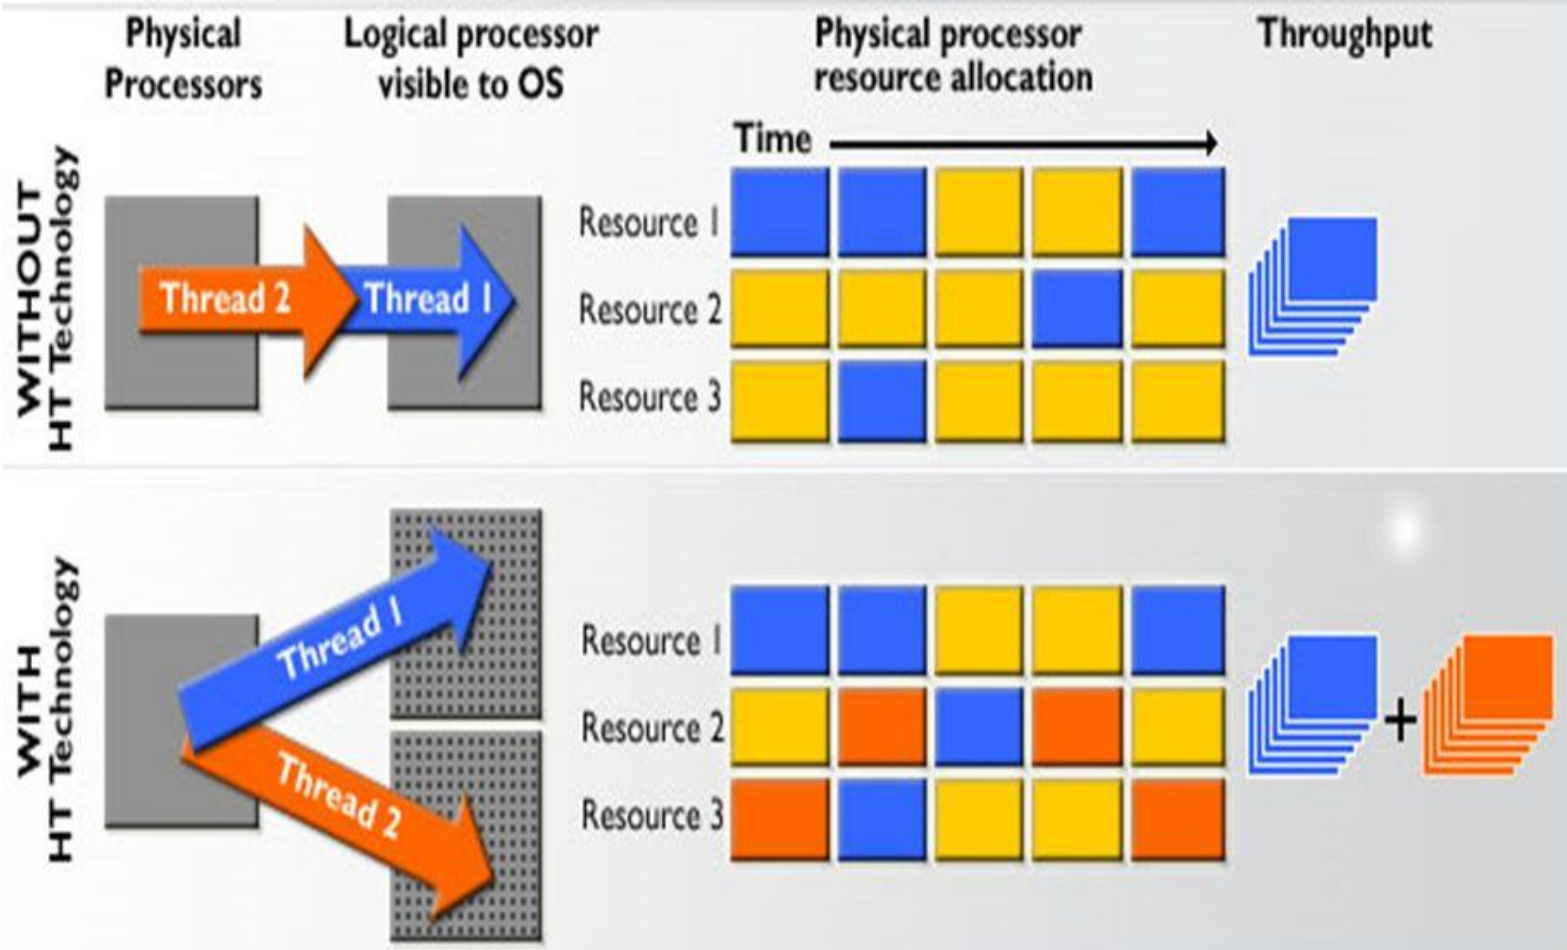 Physical
Processors
Logical processor
visible to OS
Physical processor
resource allocation
Throughput
Time
WITHOUT
HT Technology
Thread 2
Thread 1
Resource 1
Resource 2
Resource 3
WITH
HT Technology
Thread 1
Thread 2
Resource 1
Resource 2
Resource 3
+